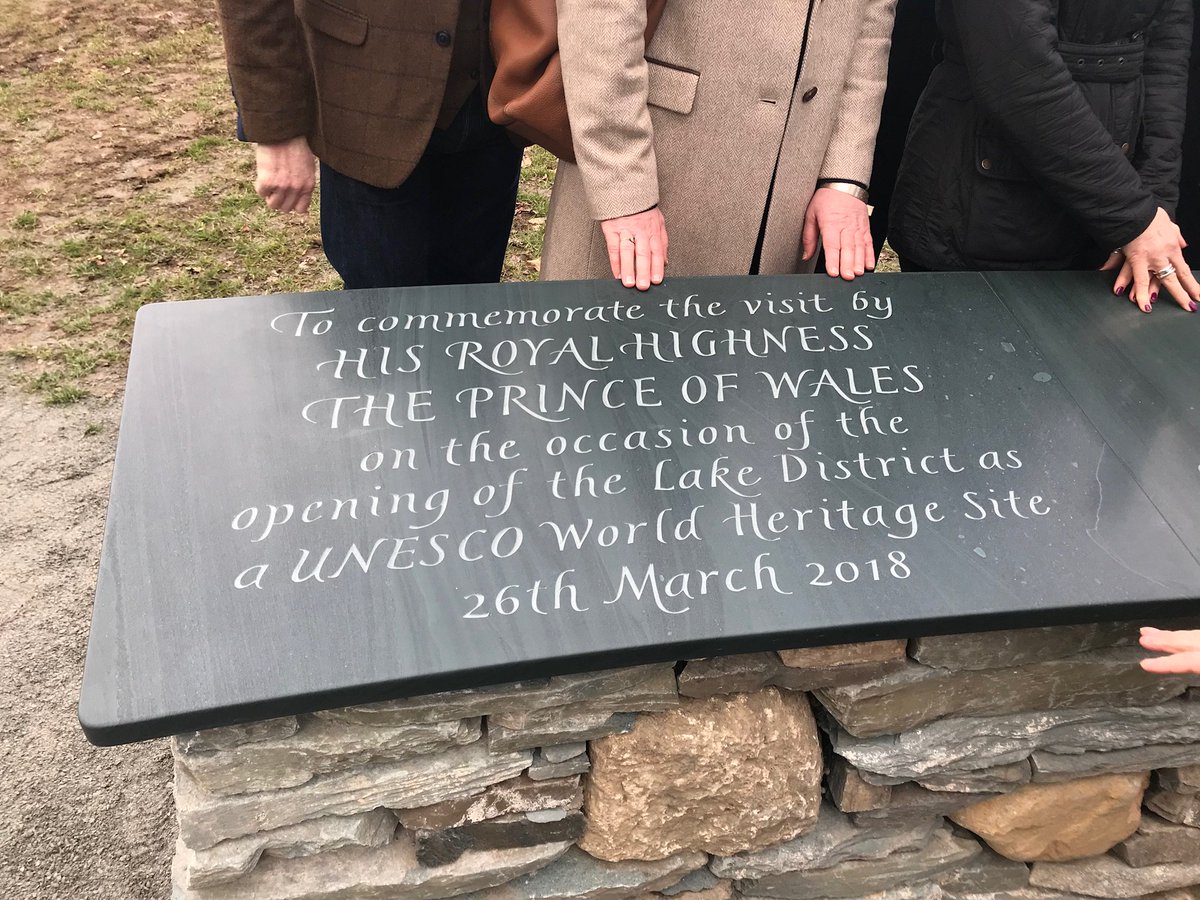 To commemorate the visit by
HIS ROYAL HIGHNESS
THE PRINCE OF WALES
on the occasion of the
opening of the Lake District as
a UNESCO World Heritage Site
26th March 2018